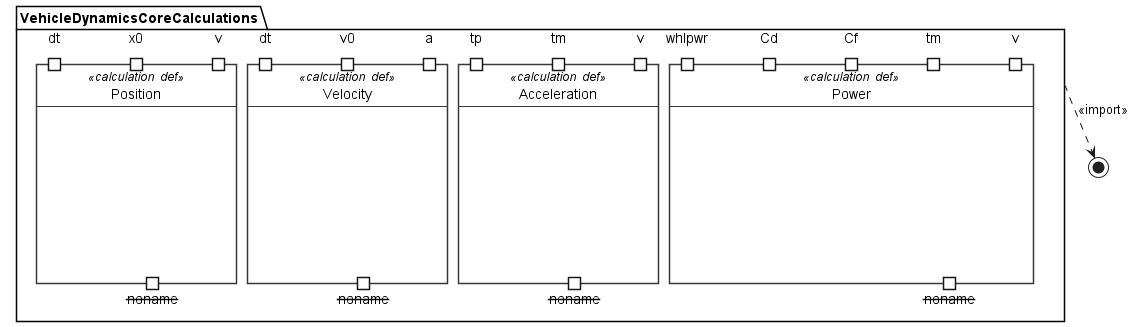 VehicleDynamicsCoreCalculations
dt x0 v dt v0 a tp tm v whlpwr Cd Cf tm v
«calculation def» «calculation def» «calculation def» «calculation def»
Position Velocity Acceleration Power
«import»
noname noname noname noname